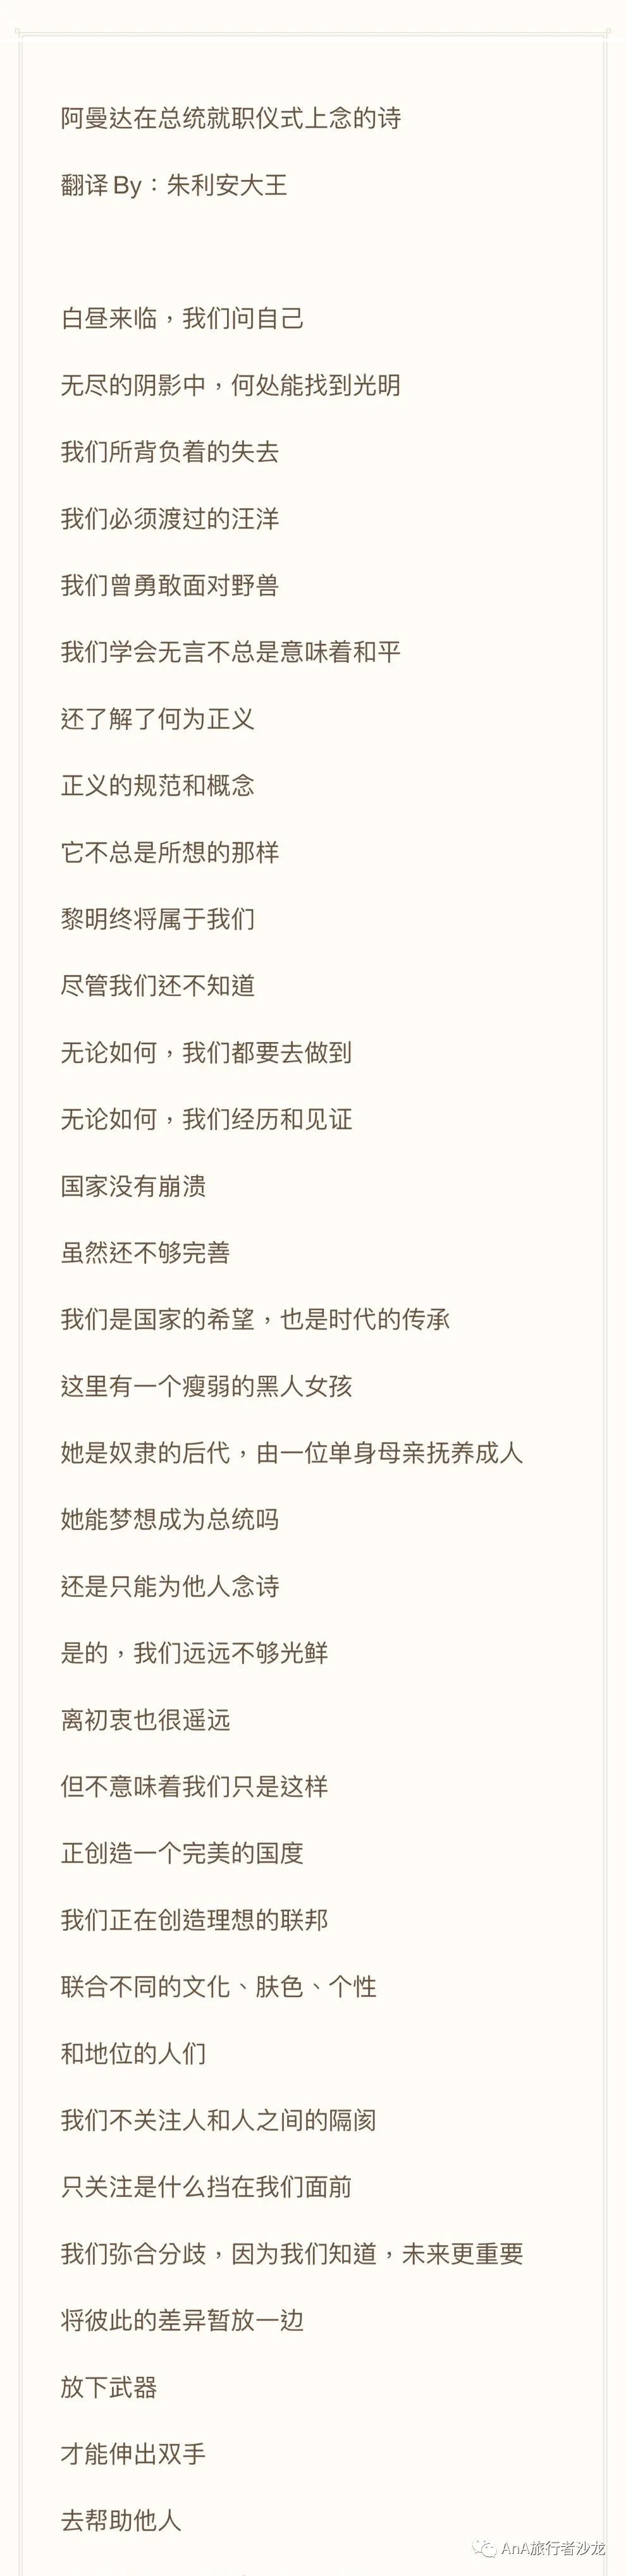 阿曼达在总统就职仪式上念的诗
翻译 By：朱利安大王
白昼来临，我们问自己
无尽的阴影中，何处能找到光明
我们所背负着的失去
我们必须渡过的汪洋
我们曾勇敢面对野兽
我们学会无言不总是意味着和平
还了解了何为正义
正义的规范和概念
它不总是所想的那样
黎明终将属于我们
尽管我们还不知道
无论如何，我们都要去做到
无论如何，我们经历和见证
国家没有崩溃
虽然还不够完善
我们是国家的希望，也是时代的传承
这里有一个瘦弱的黑人女孩
她是奴隶的后代，由一位单身母亲抚养成人
她能梦想成为总统吗
还是只能为他人念诗
是的，我们远远不够光鲜
离初衷也很遥远
但不意味着我们只是这样
正创造一个完美的国度
我们正在创造理想的联邦
联合不同的文化、肤色、个性
和地位的人们
我们不关注人和人之间的隔阂
只关注是什么挡在我们面前
我们弥合分歧，因为我们知道，未来更重要
将彼此的差异暂放一边
放下武器
才能伸出双手
去帮助他人
AnA旅行者沙龙